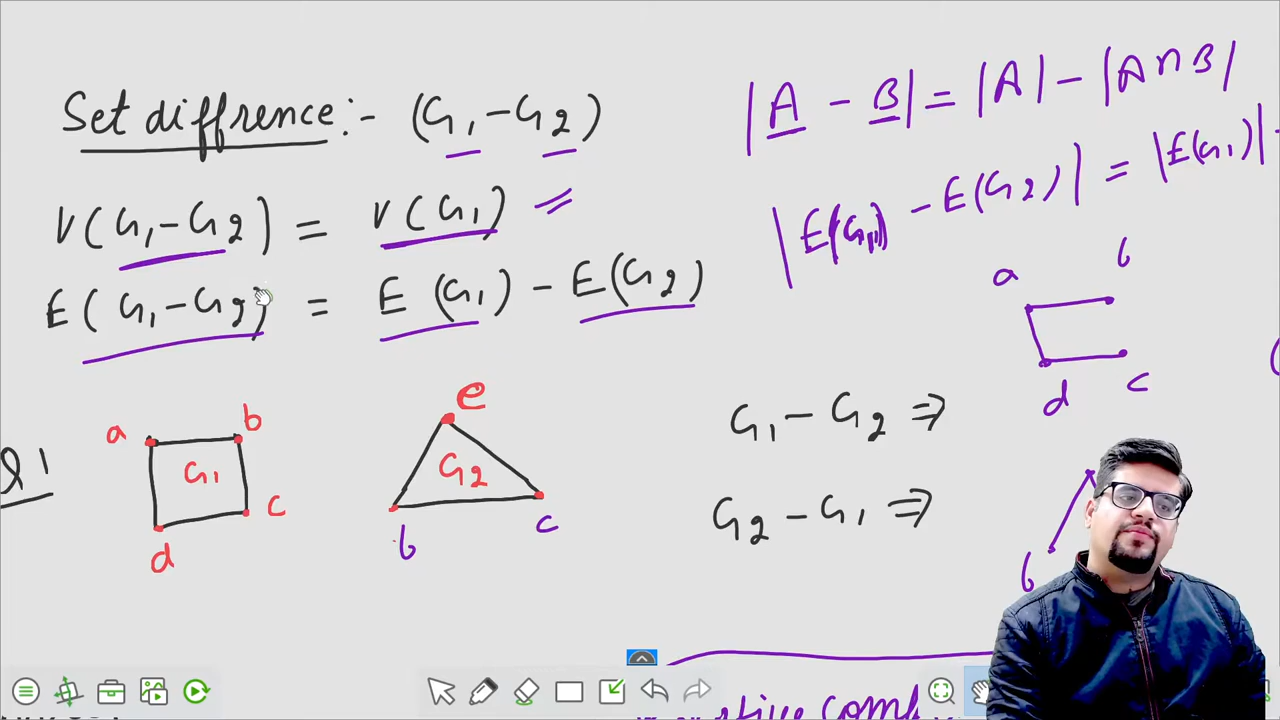 Set diffrence:- (G₁-G₂)
V(G₁-G₂) = V(G₁)
E(G₁-G₂) = E(G₁) - E(G₂)
|A - B| = |A| - |A∩B|
|E(G₁) - E(G₂)| = |E(G₁)| -
a b
d c
G₁
a b
d c
G₂
e
b c
G₁-G₂ ⇒
G₂-G₁ ⇒
b